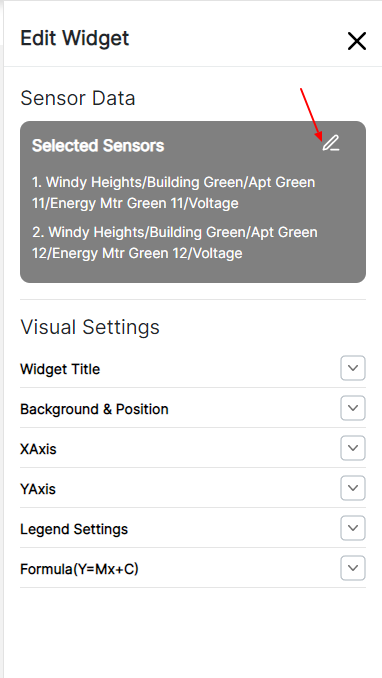 Edit Widget
Sensor Data
Selected Sensors
1. Windy Heights/Building Green/Apt Green
11/Energy Mtr Green 11/Voltage
2. Windy Heights/Building Green/Apt Green
12/Energy Mtr Green 12/Voltage
Visual Settings
Widget Title
Background & Position
XAxis
YAxis
Legend Settings
Formula(Y=Mx+C)